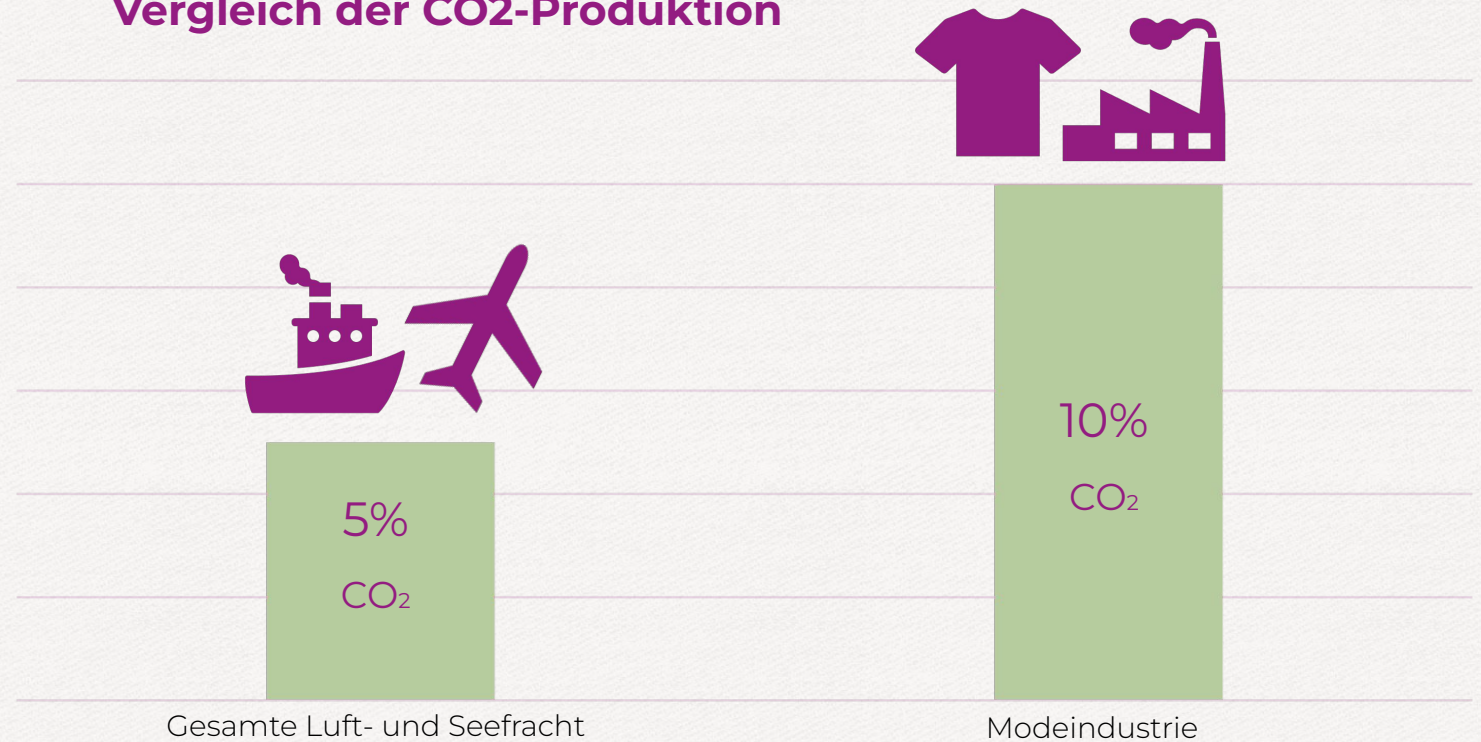 Vergleich der CO2-Produktion
10%
CO₂
5%
CO₂
Gesamte Luft- und Seefracht
Modeindustrie